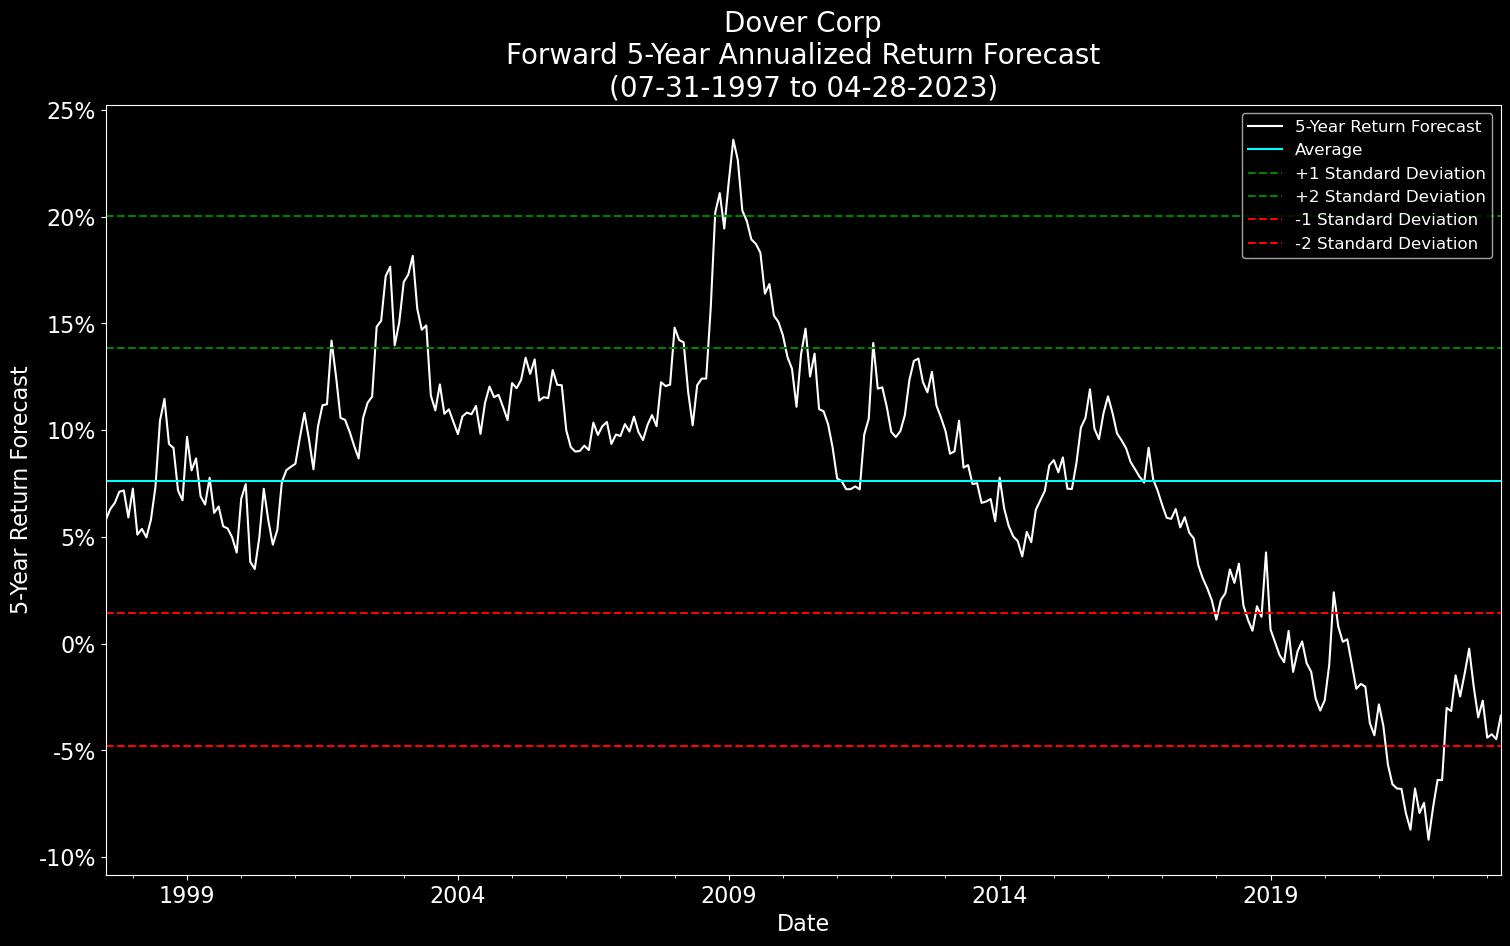 Dover Corp
Forward 5-Year Annualized Return Forecast
(07-31-1997 to 04-28-2023)
25%
20%
15%
10%
5%
0%
-5%
-10%
5-Year Return Forecast
5-Year Return Forecast
Average
+1 Standard Deviation
+2 Standard Deviation
-1 Standard Deviation
-2 Standard Deviation
1999
2004
2009
2014
2019
Date